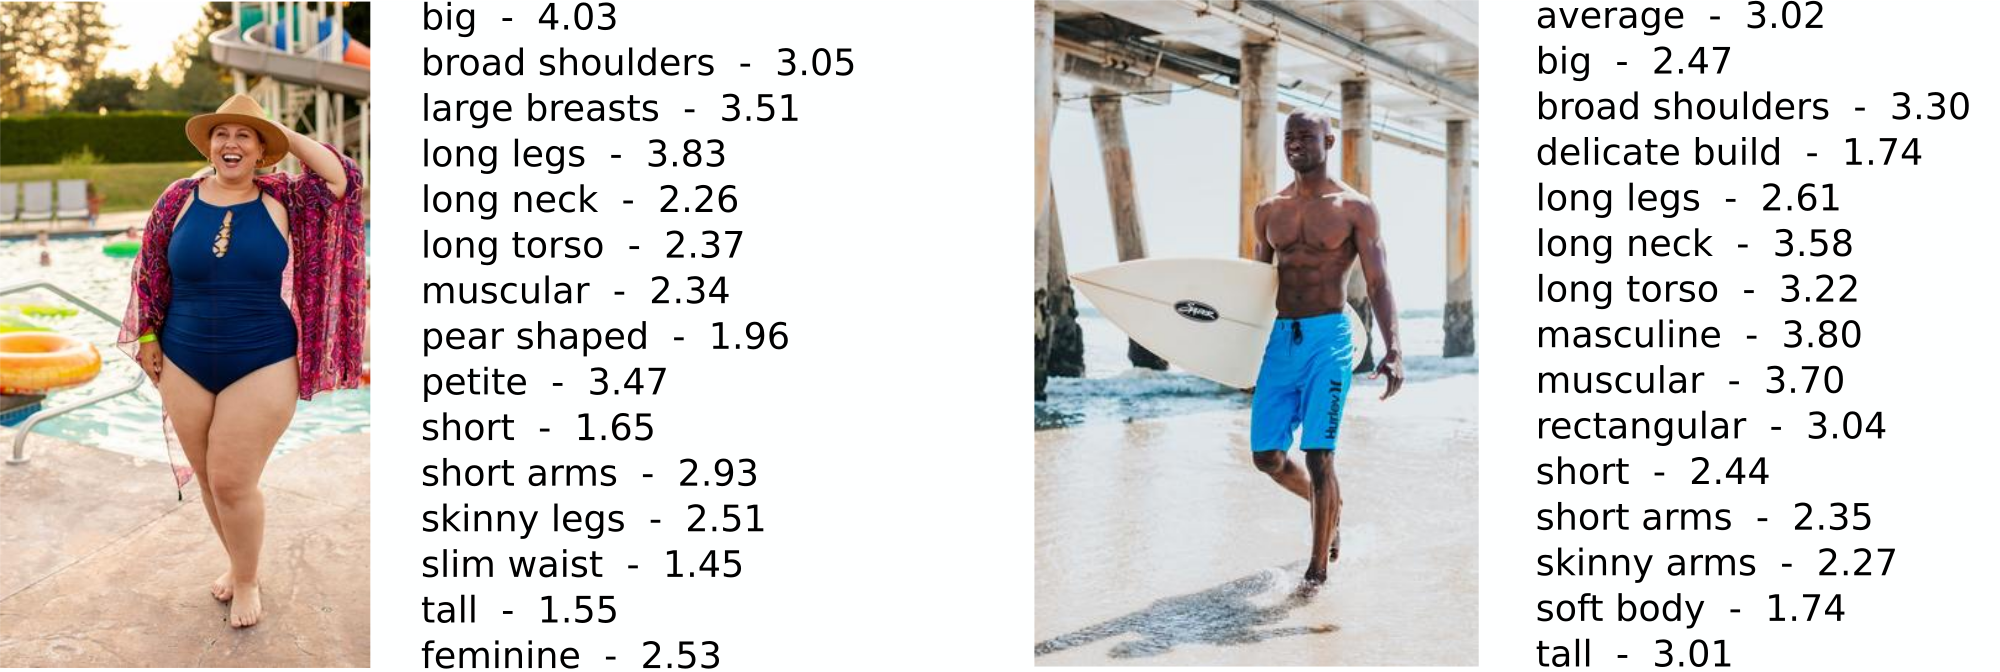 big - 4.03
broad shoulders - 3.05
large breasts - 3.51
long legs - 3.83
long neck - 2.26
long torso - 2.37
muscular - 2.34
pear shaped - 1.96
petite - 3.47
short - 1.65
short arms - 2.93
skinny legs - 2.51
slim waist - 1.45
tall - 1.55
feminine - 2.53
Hurley
average - 3.02
big - 2.47
broad shoulders - 3.30
delicate build - 1.74
long legs - 2.61
long neck - 3.58
long torso - 3.22
masculine - 3.80
muscular - 3.70
rectangular - 3.04
short - 2.44
short arms - 2.35
skinny arms - 2.27
soft body - 1.74
tall - 3.01